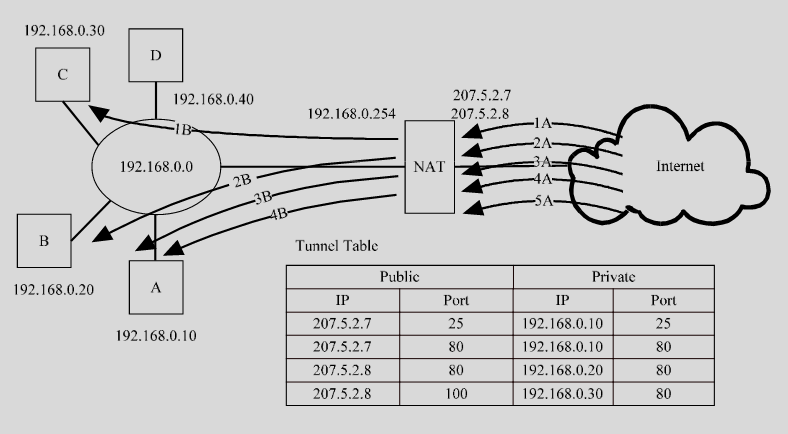 192.168.0.30
D
C
192.168.0.40
207.5.2.7
192.168.0.254
207.5.2.8
1A
1B
2A
192.168.0.0
NAT
3A
Internet
2B
4A
3B
5A
4B
B
192.168.0.20
A
192.168.0.10
Tunnel Table
Public Private
IP Port IP Port
207.5.2.7 25 192.168.0.10 25
207.5.2.7 80 192.168.0.10 80
207.5.2.8 80 192.168.0.20 80
207.5.2.8 100 192.168.0.30 80